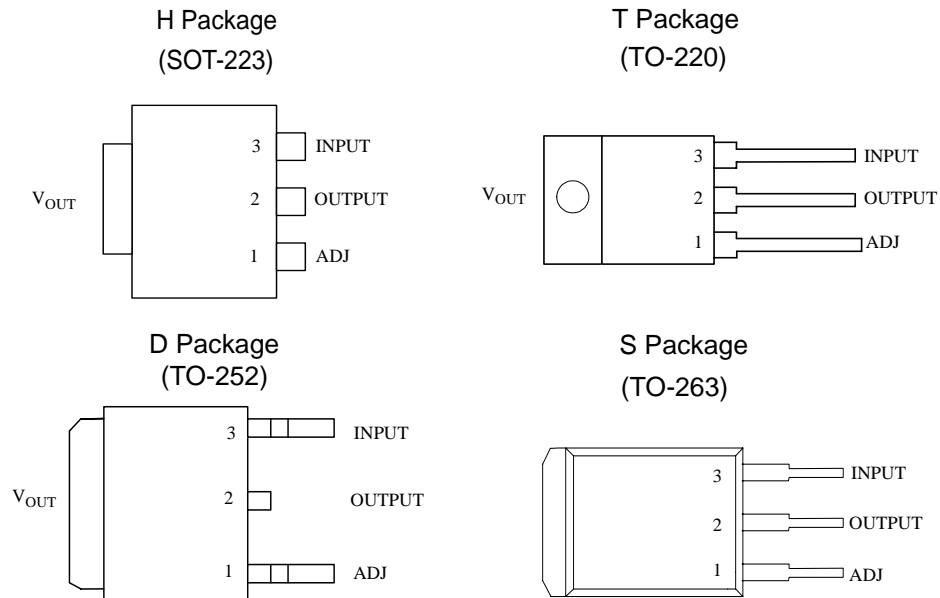 H Package
(SOT-223)
3 INPUT
V_OUT 2 OUTPUT
1 ADJ
T Package
(TO-220)
3 INPUT
V_OUT 2 OUTPUT
1 ADJ
D Package
(TO-252)
3 INPUT
V_OUT 2 OUTPUT
1 ADJ
S Package
(TO-263)
3 INPUT
2 OUTPUT
1 ADJ